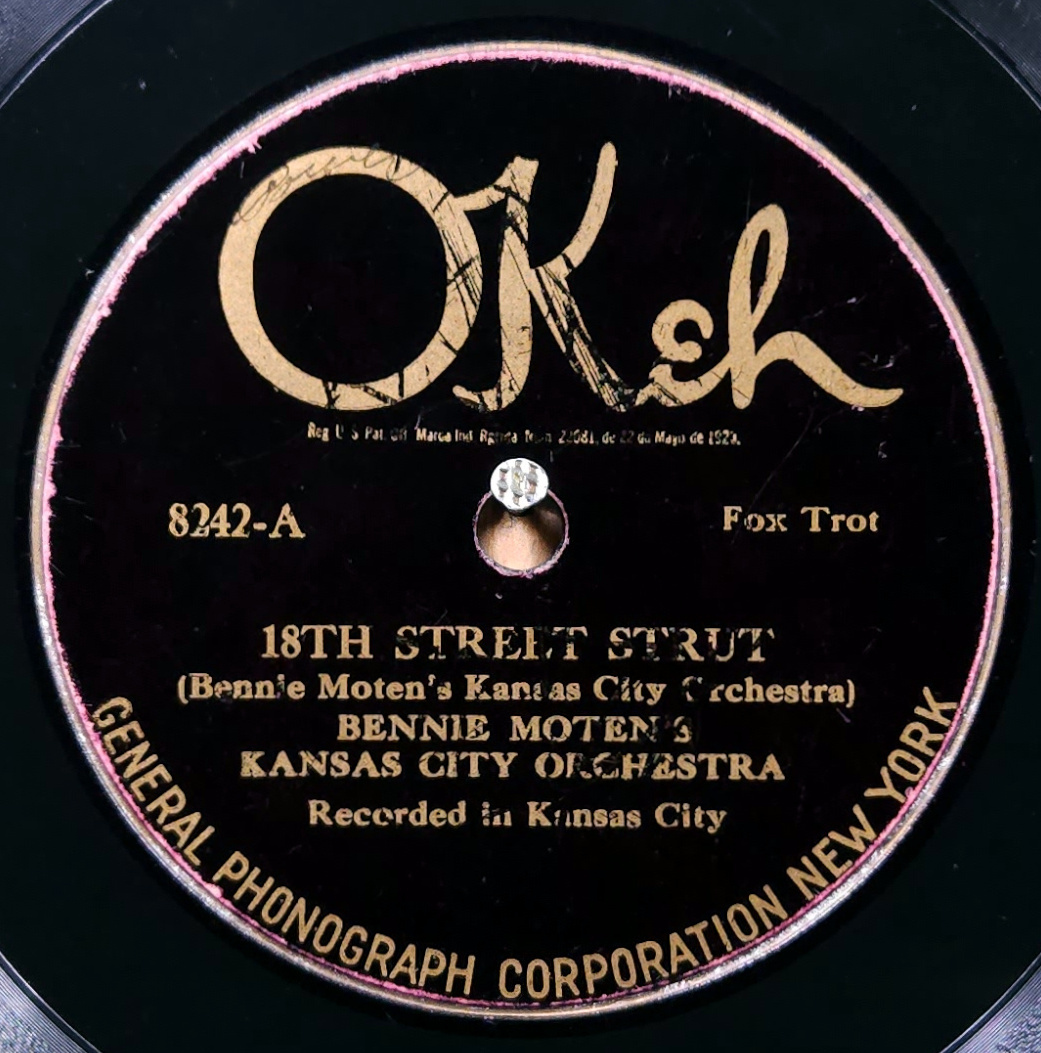 OKeh
Reg. U S Pat. Off. Marca Ind. Rgtrda Num. 22081, de 22 du Mayo de 1923.
8242-A
Fox Trot
18TH STREET STRUT
(Bennie Moten's Kansas City Orchestra)
BENNIE MOTEN'S
KANSAS CITY ORCHESTRA
Recorded in Kansas City
GENERAL PHONOGRAPH CORPORATION NEW YORK